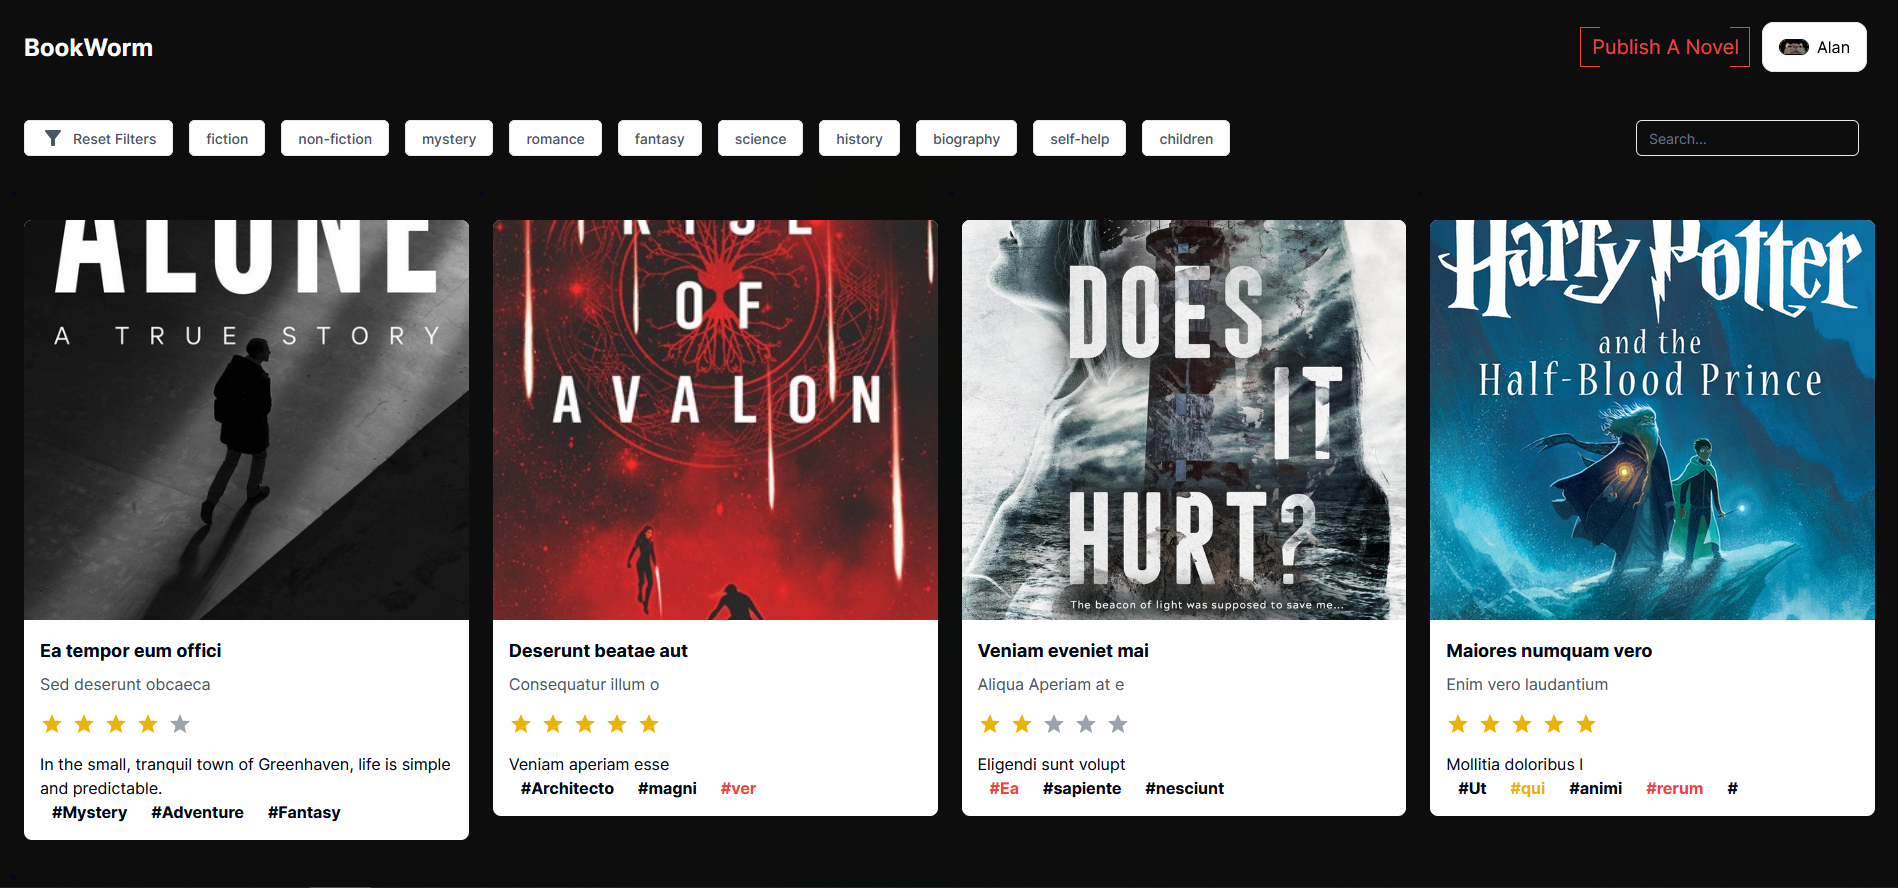 BookWorm
Publish A Novel
Alan
Reset Filters
fiction
non-fiction
mystery
romance
fantasy
science
history
biography
self-help
children
Search...
ALONE
A TRUE STORY
Ea tempor eum offici
Sed deserunt obcaeca
In the small, tranquil town of Greenhaven, life is simple
and predictable.
#Mystery #Adventure #Fantasy
RISE
OF
AVALON
Deserunt beatae aut
Consequatur illum o
Veniam aperiam esse
#Architecto #magni #ver
DOES
IT
HURT?
The beacon of light was supposed to save me...
Veniam eveniet mai
Aliqua Aperiam at e
Eligendi sunt volupt
#Ea #sapiente #nesciunt
Harry Potter
and the
Half-Blood Prince
Maiores numquam vero
Enim vero laudantium
Mollitia doloribus l
#Ut #qui #animi #rerum #